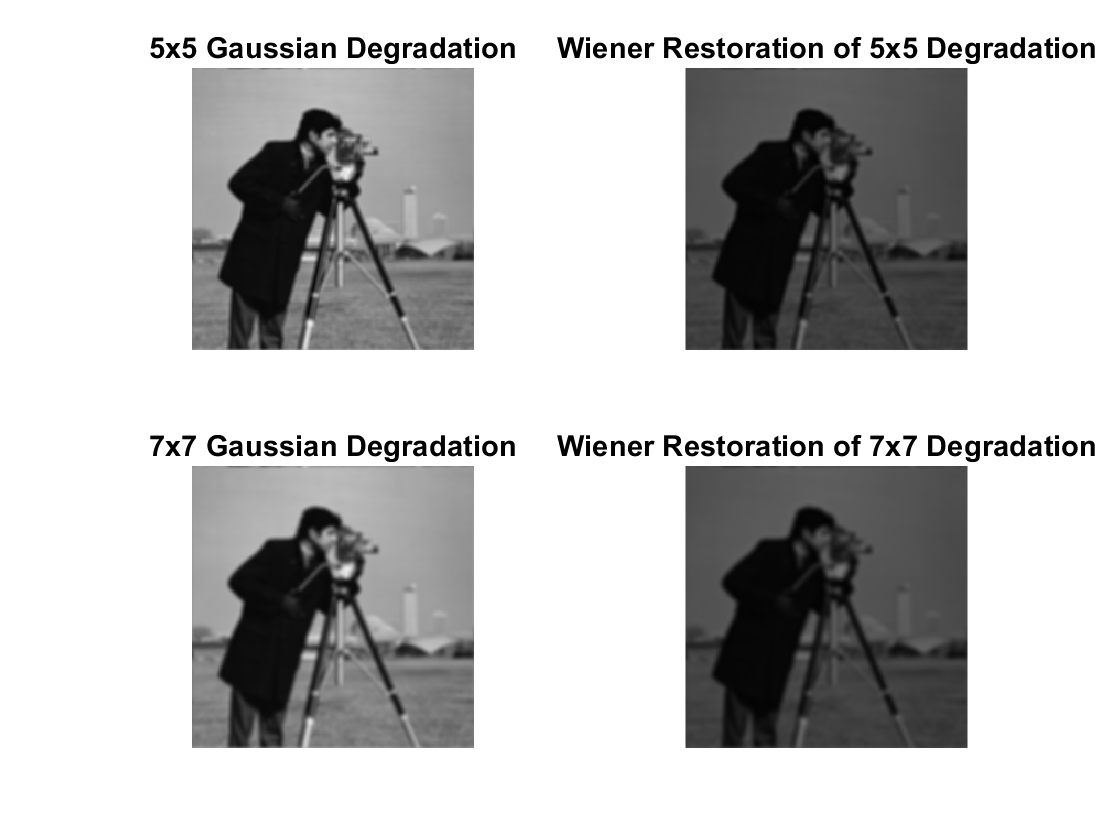 5x5 Gaussian Degradation
Wiener Restoration of 5x5 Degradation
7x7 Gaussian Degradation
Wiener Restoration of 7x7 Degradation